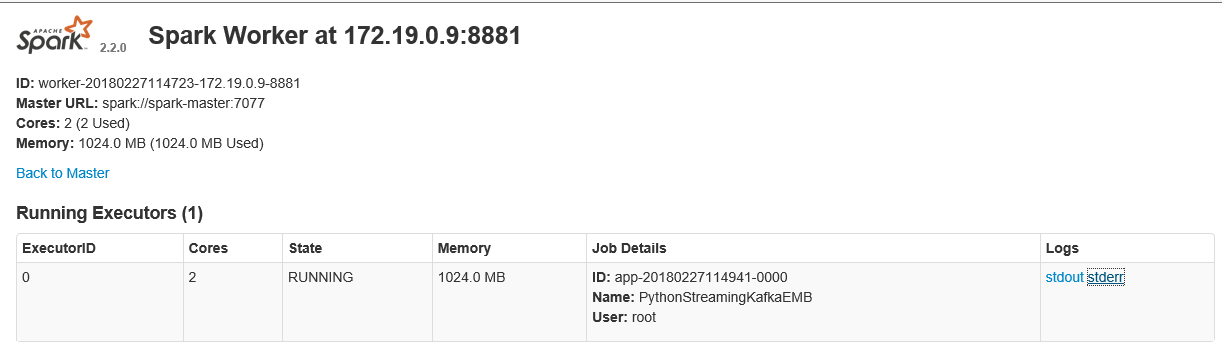 APACHE
Spark 2.2.0 Spark Worker at 172.19.0.9:8881
ID: worker-20180227114723-172.19.0.9-8881
Master URL: spark://spark-master:7077
Cores: 2 (2 Used)
Memory: 1024.0 MB (1024.0 MB Used)
Back to Master
Running Executors (1)
ExecutorID Cores State Memory Job Details Logs
0 2 RUNNING 1024.0 MB ID: app-20180227114941-0000 stdout stderr
Name: PythonStreamingKafkaEMB
User: root